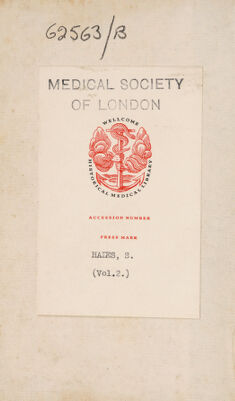 62563/B
MEDICAL SOCIETY
OF LONDON
WELLCOME
HISTORICAL MEDICAL LIBRARY
ACCESSION NUMBER
PRESS MARK
HALES, S.
(Vol.2.)